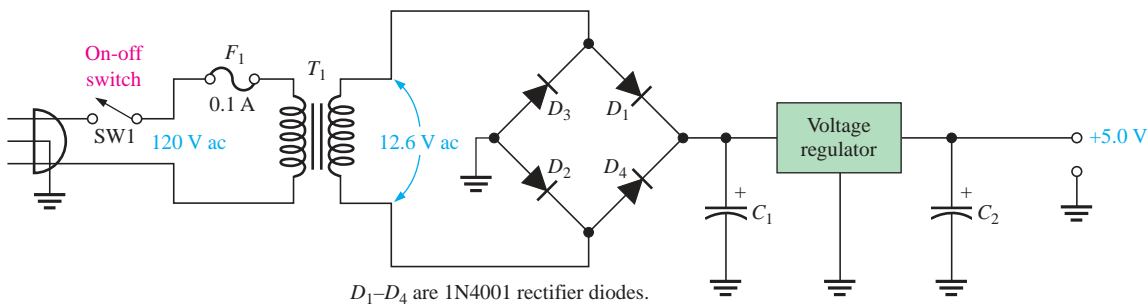 On-off
switch
SW1
120 V ac
F1
0.1 A
T1
12.6 V ac
D3
D1
D2
D4
+
C1
Voltage
regulator
+
C2
+5.0 V
D1–D4 are 1N4001 rectifier diodes.